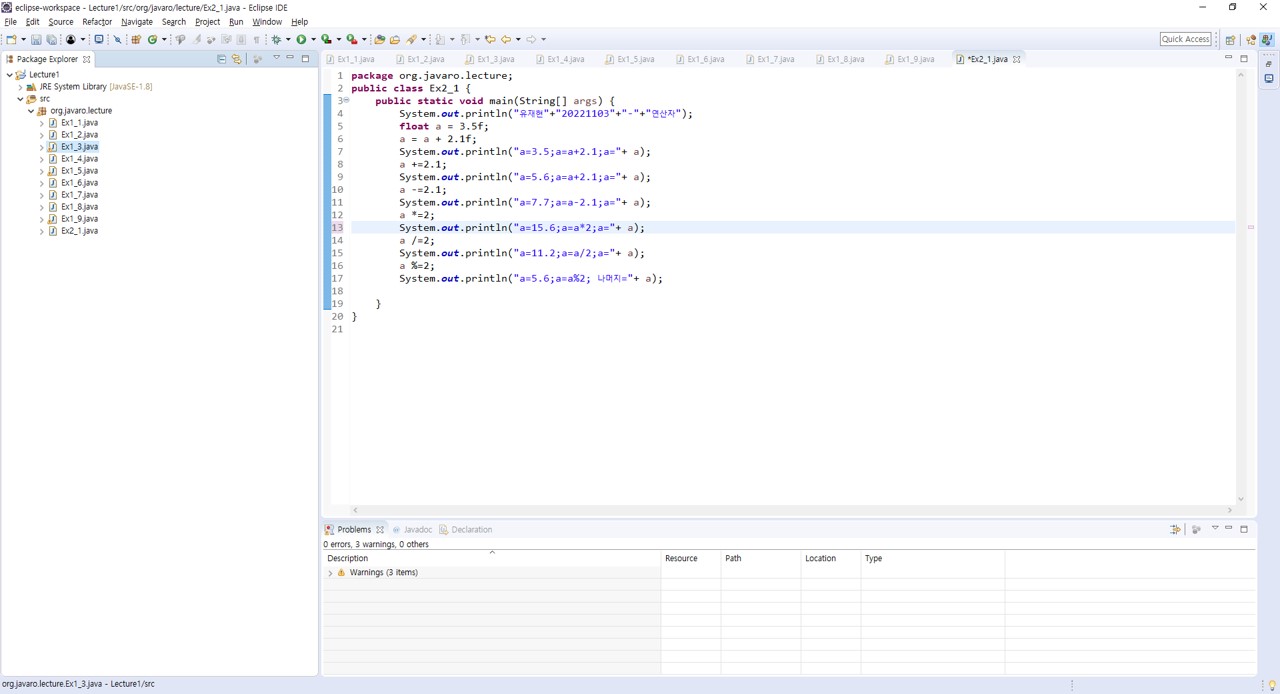 eclipse-workspace - Lecture1/src/org/javaro/lecture/Ex2_1.java - Eclipse IDE
File Edit Source Refactor Navigate Search Project Run Window Help
Quick Access
Package Explorer
Lecture1
JRE System Library [JavaSE-1.8]
src
org.javaro.lecture
Ex1_1.java
Ex1_2.java
Ex1_3.java
Ex1_4.java
Ex1_5.java
Ex1_6.java
Ex1_7.java
Ex1_8.java
Ex1_9.java
Ex2_1.java
Ex1_1.java Ex1_2.java Ex1_3.java Ex1_4.java Ex1_5.java Ex1_6.java Ex1_7.java Ex1_8.java Ex1_9.java *Ex2_1.java
1 package org.javaro.lecture;
2 public class Ex2_1 {
3 public static void main(String[] args) {
4 System.out.println("유재현"+"20221103"+"-"+"연산자");
5 float a = 3.5f;
6 a = a + 2.1f;
7 System.out.println("a=3.5;a=a+2.1;a="+ a);
8 a +=2.1;
9 System.out.println("a=5.6;a=a+2.1;a="+ a);
10 a -=2.1;
11 System.out.println("a=7.7;a=a-2.1;a="+ a);
12 a *=2;
13 System.out.println("a=15.6;a=a*2;a="+ a);
14 a /=2;
15 System.out.println("a=11.2;a=a/2;a="+ a);
16 a %=2;
17 System.out.println("a=5.6;a=a%2; 나머지="+ a);
18
19 }
20 }
21
Problems Javadoc Declaration
0 errors, 3 warnings, 0 others
Description Resource Path Location Type
Warnings (3 items)
org.javaro.lecture.Ex1_3.java - Lecture1/src